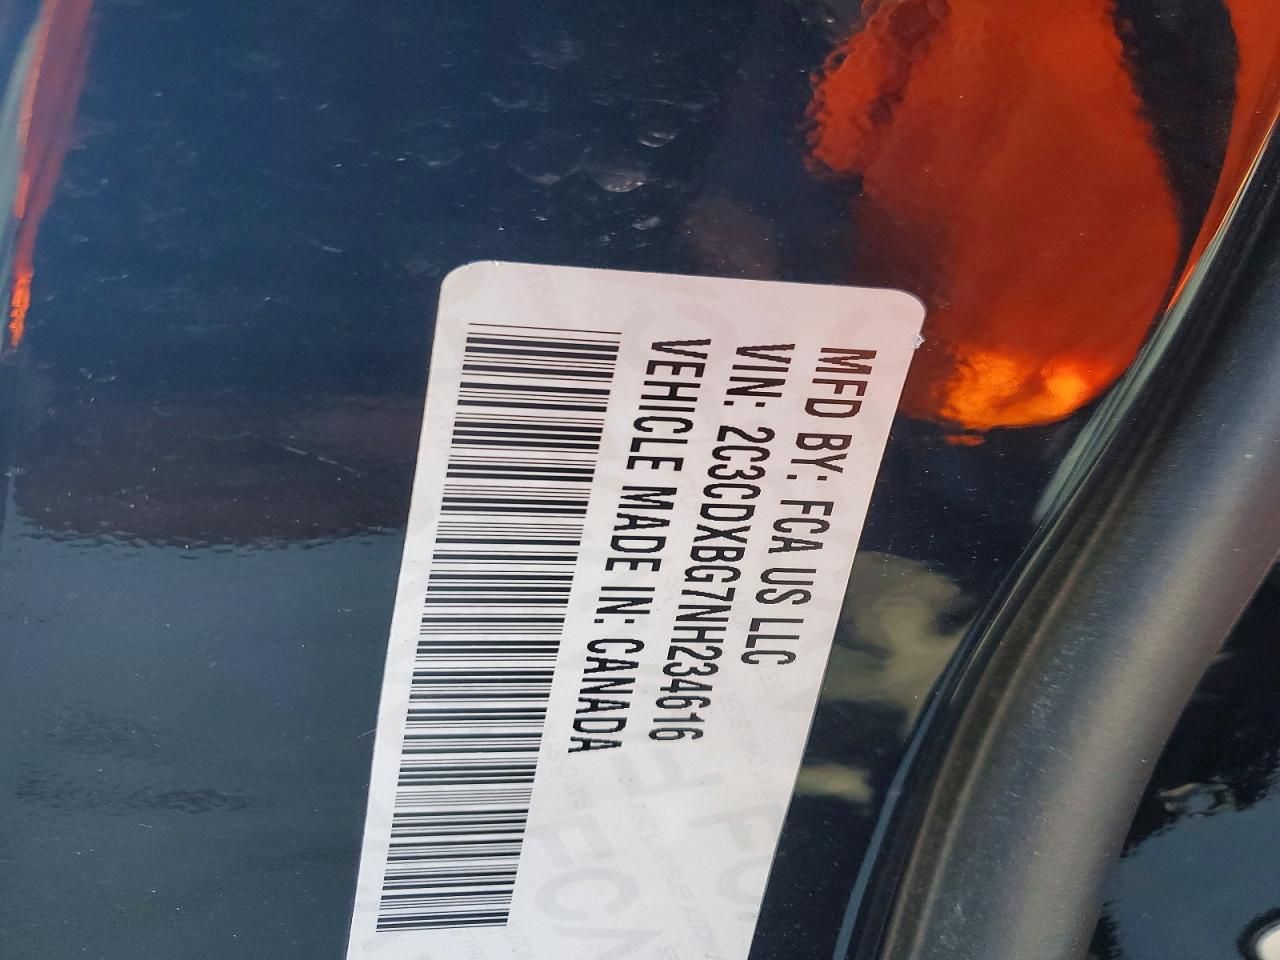 MFD BY: FCA US LLC
VIN: 2C3CDXBG7NH234616
VEHICLE MADE IN: CANADA